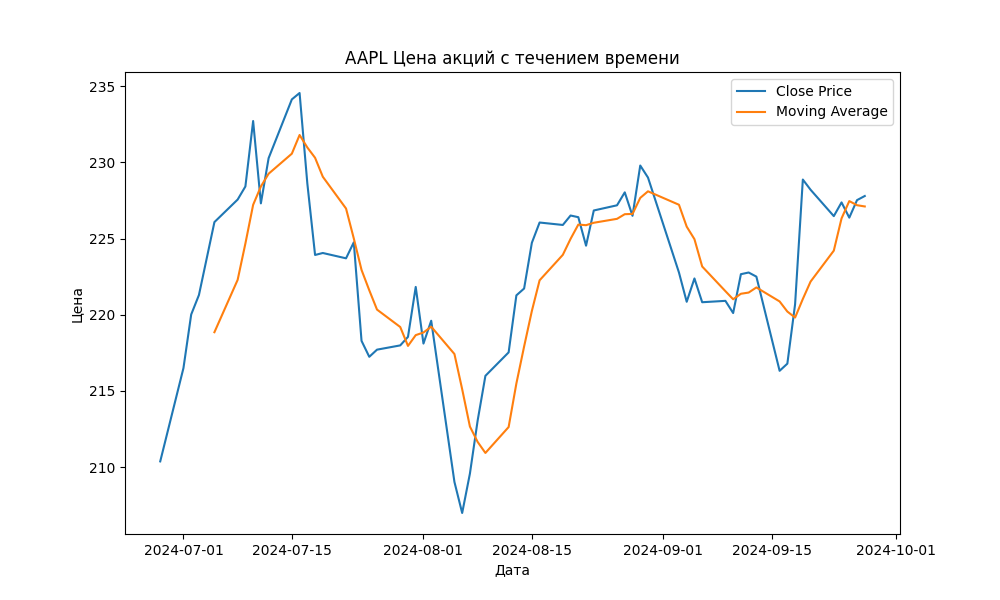 AAPL Цена акций с течением времени
Close Price
Moving Average
235
230
225
220
215
210
Цена
2024-07-01
2024-07-15
2024-08-01
2024-08-15
2024-09-01
2024-09-15
2024-10-01
Дата